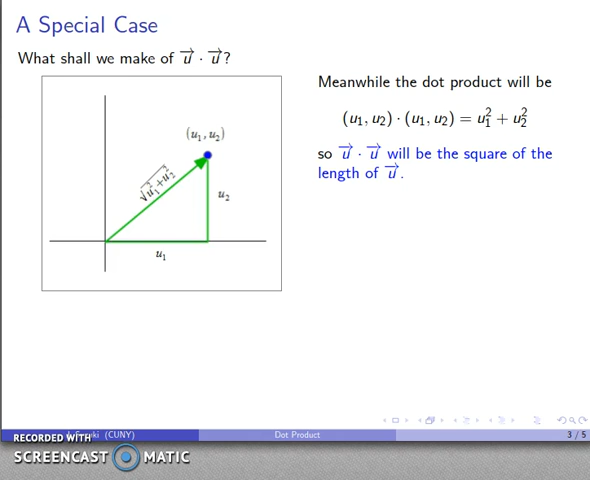 A Special Case
What shall we make of u⃗ · u⃗?
Meanwhile the dot product will be
(u₁, u₂) · (u₁, u₂) = u₁² + u₂²
so u⃗ · u⃗ will be the square of the
length of u⃗.
(u₁, u₂)
√u₁² + u₂²
u₂
u₁
(CUNY)
Dot Product
3 / 5
RECORDED WITH
SCREENCAST MATIC